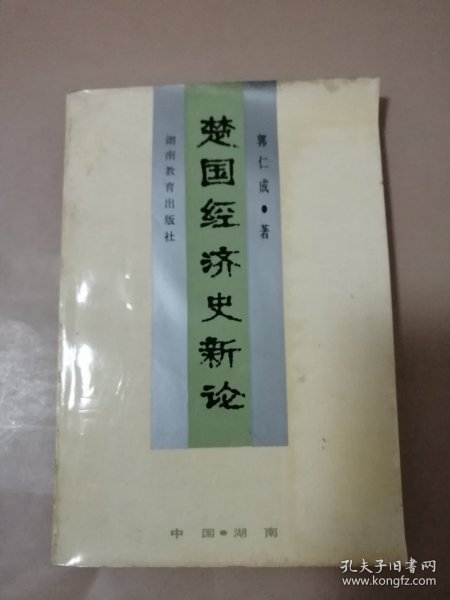 楚国经济史新论
郭仁成·著
湖南教育出版社
中国·湖南
孔夫子旧书网
www.kongfz.com